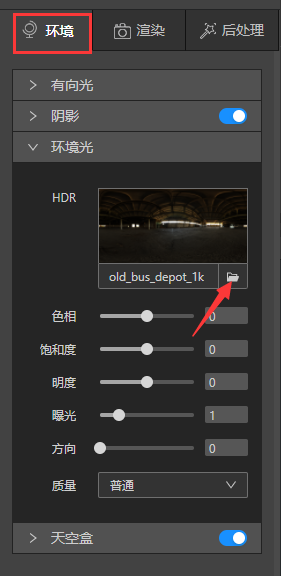 环境 渲染 后处理
有向光
阴影
环境光
HDR
old_bus_depot_1k
色相 0
饱和度 0
明度 0
曝光 1
方向 0
质量 普通
天空盒